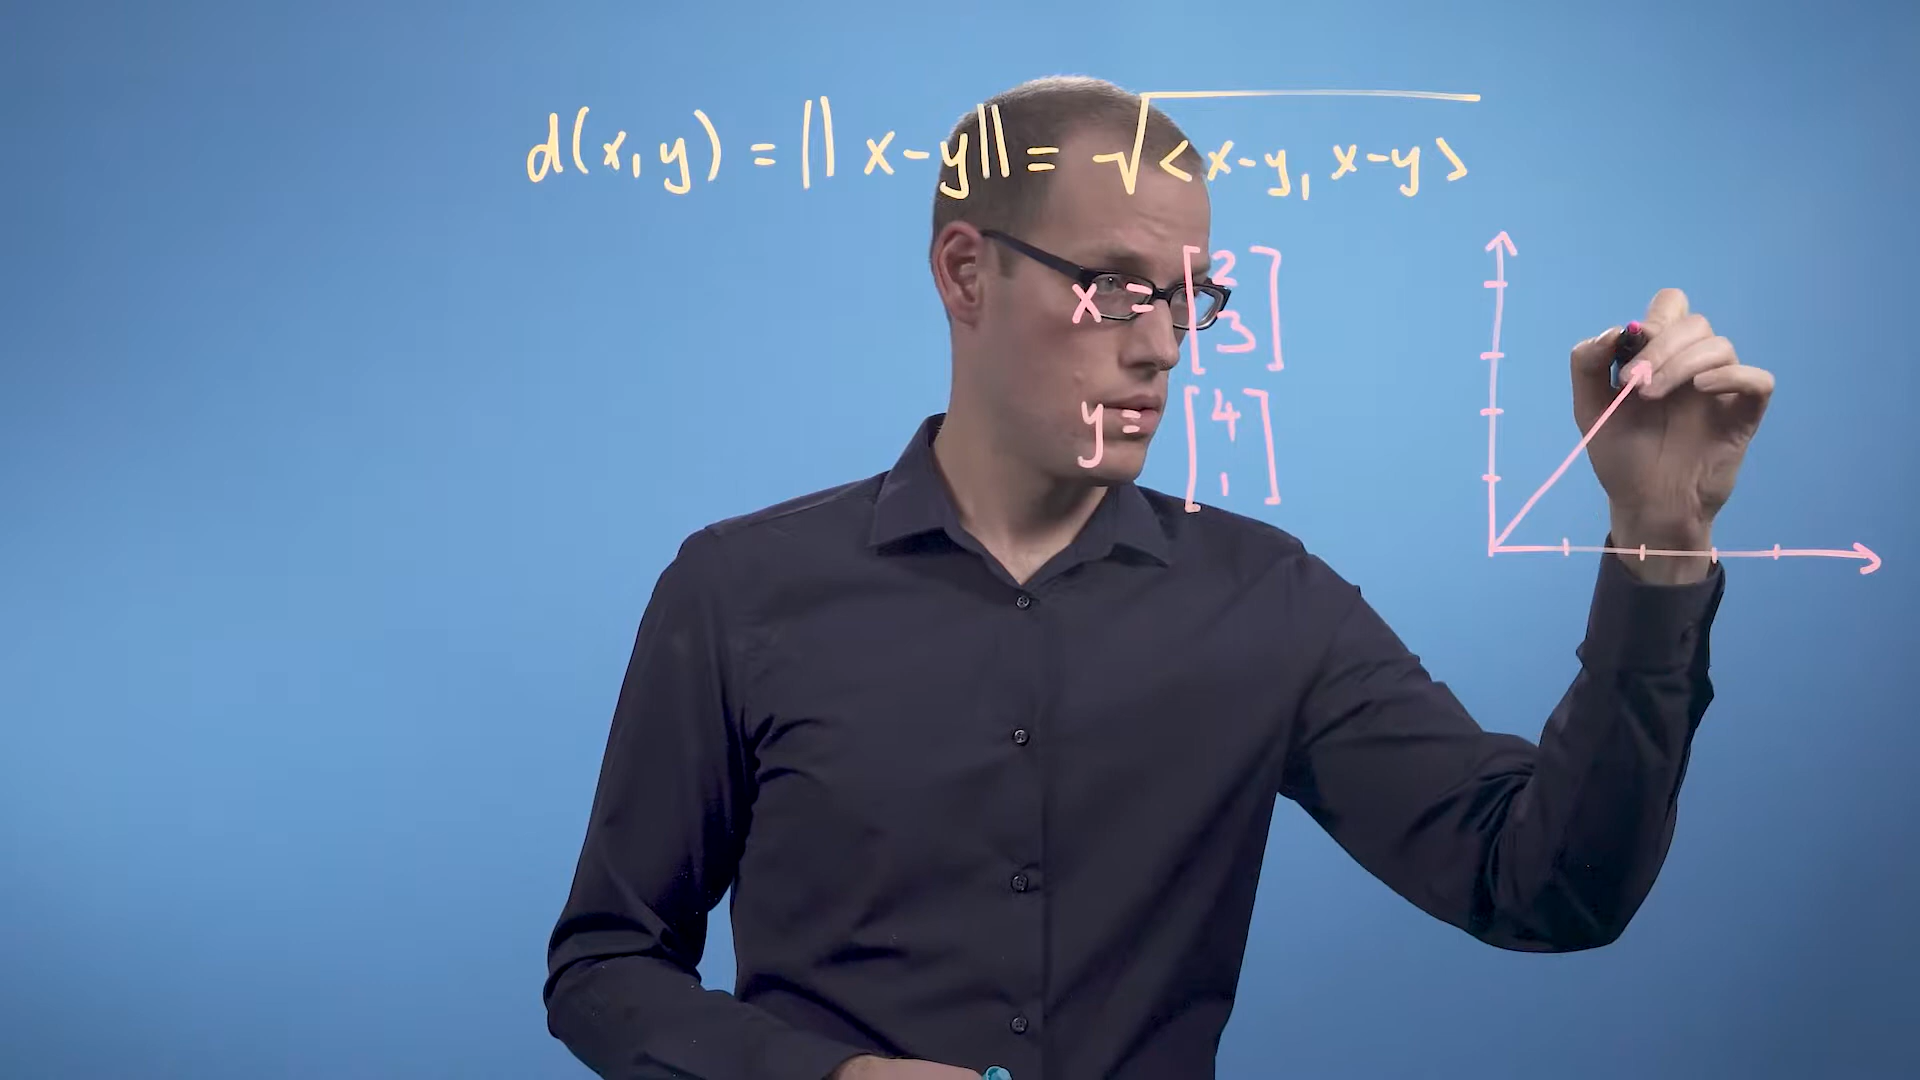 d(x, y) = || x-y|| = √<x-y, x-y>
x = [2
3]
y = [4
1]